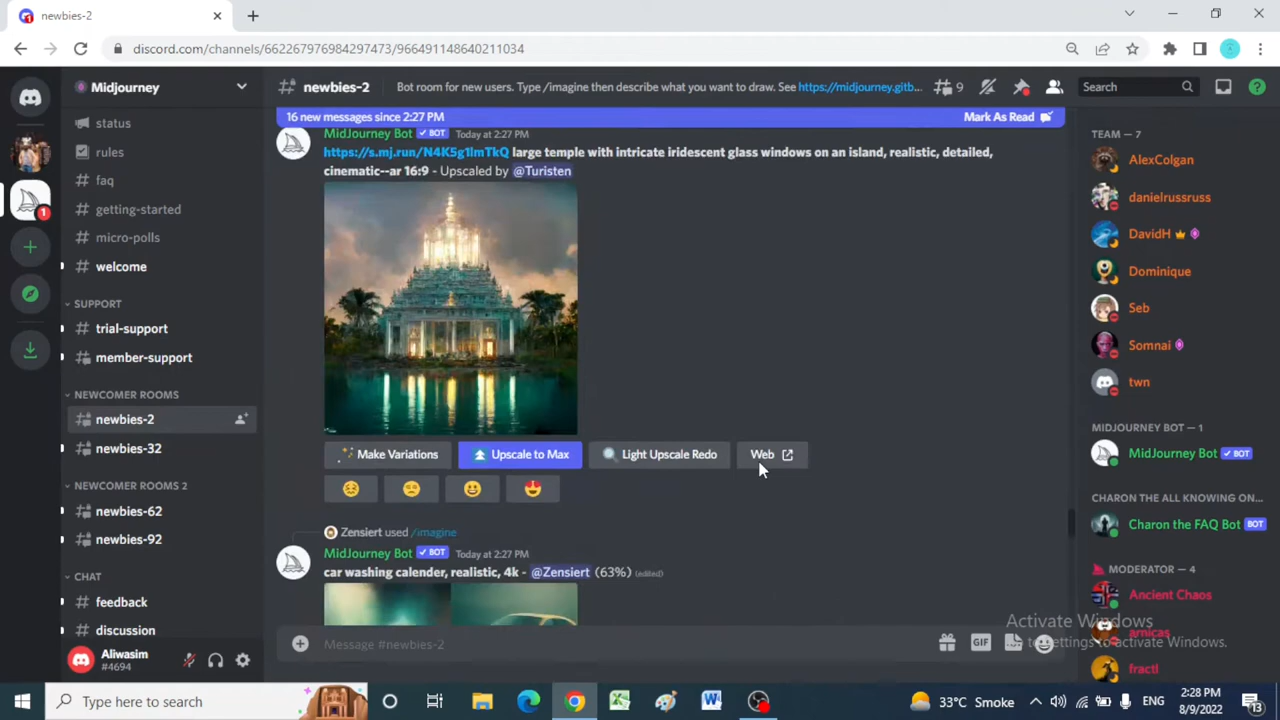 newbies-2
discord.com/channels/662267976984297473/966491148640211034
Midjourney
newbies-2
Bot room for new users. Type /imagine then describe what you want to draw. See https://midjourney.gitb...
9
Search
16 new messages since 2:27 PM
Mark As Read
status
rules
faq
getting-started
micro-polls
welcome
SUPPORT
trial-support
member-support
NEWCOMER ROOMS
newbies-2
newbies-32
NEWCOMER ROOMS 2
newbies-62
newbies-92
CHAT
feedback
discussion
Aliwasim
#4694
MidJourney Bot BOT Today at 2:27 PM
https://s.mj.run/N4K5g1lmTkQ large temple with intricate iridescent glass windows on an island, realistic, detailed,
cinematic--ar 16:9 - Upscaled by @Turisten
Make Variations
Upscale to Max
Light Upscale Redo
Web
Zensiert used /imagine
MidJourney Bot BOT Today at 2:27 PM
car washing calender, realistic, 4k - @Zensiert (63%) (edited)
Message #newbies-2
GIF
TEAM — 7
AlexColgan
danielrussruss
DavidH
Dominique
Seb
Somnai
twn
MIDJOURNEY BOT — 1
MidJourney Bot BOT
CHARON THE ALL KNOWING ON...
Charon the FAQ Bot BOT
MODERATOR — 4
Ancient Chaos
arnicas
fractl
Activate Windows
to Settings to activate Windows.
1
Type here to search
33°C Smoke
ENG
2:28 PM
8/9/2022
13